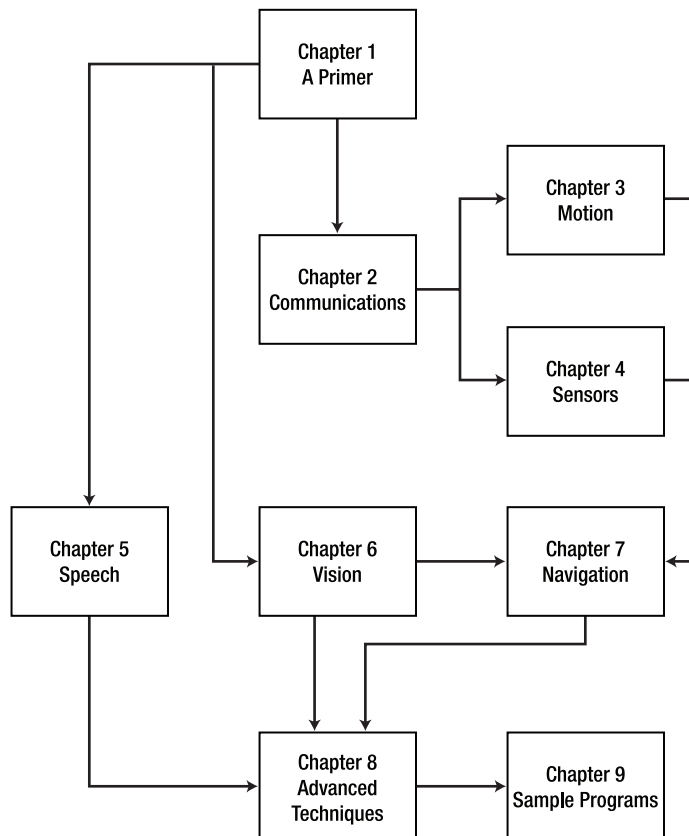 Chapter 1
A Primer
Chapter 2
Communications
Chapter 3
Motion
Chapter 4
Sensors
Chapter 5
Speech
Chapter 6
Vision
Chapter 7
Navigation
Chapter 8
Advanced
Techniques
Chapter 9
Sample Programs